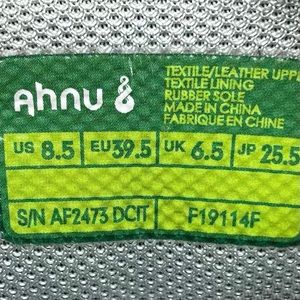 Ahnu
TEXTILE/LEATHER UPP
TEXTILE LINING
RUBBER SOLE
MADE IN CHINA
FABRIQUE EN CHINE
US 8.5 EU 39.5 UK 6.5 JP 25.5
S/N AF2473 DCIT F19114F